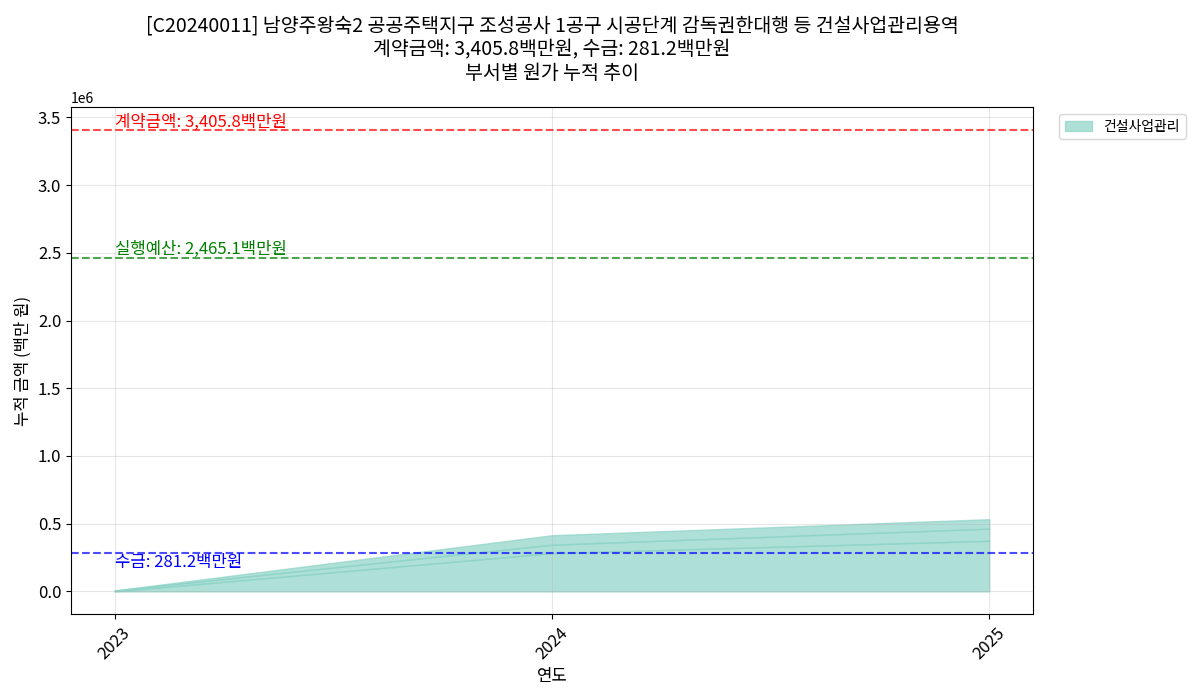 [C20240011] 남양주왕숙2 공공주택지구 조성공사 1공구 시공단계 감독권한대행 등 건설사업관리용역
계약금액: 3,405.8백만원, 수금: 281.2백만원
부서별 원가 누적 추이
1e6
3.5
3.0
2.5
2.0
1.5
1.0
0.5
0.0
누적 금액 (백만 원)
계약금액: 3,405.8백만원
실행예산: 2,465.1백만원
수금: 281.2백만원
건설사업관리
2023
2024
2025
연도